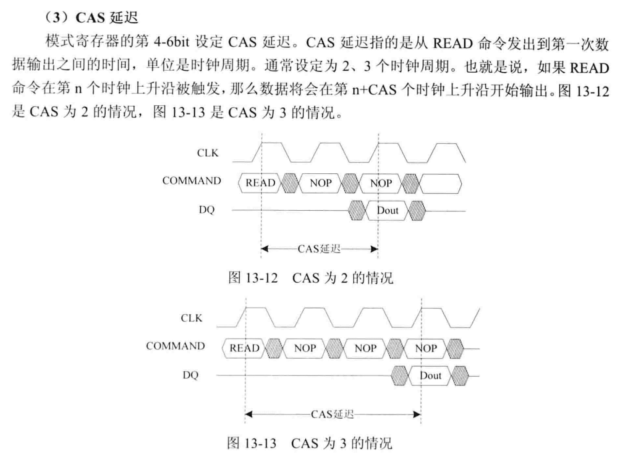 （3）CAS 延迟
模式寄存器的第 4-6bit 设定 CAS 延迟。CAS 延迟指的是从 READ 命令发出到第一次数
据输出之间的时间，单位是时钟周期。通常设定为 2、3 个时钟周期。也就是说，如果 READ
命令在第 n 个时钟上升沿被触发，那么数据将会在第 n+CAS 个时钟上升沿开始输出。图 13-12
是 CAS 为 2 的情况，图 13-13 是 CAS 为 3 的情况。
CLK
COMMAND READ NOP NOP
DQ Dout
CAS延迟
图 13-12 CAS 为 2 的情况
CLK
COMMAND READ NOP NOP NOP
DQ Dout
CAS延迟
图 13-13 CAS 为 3 的情况